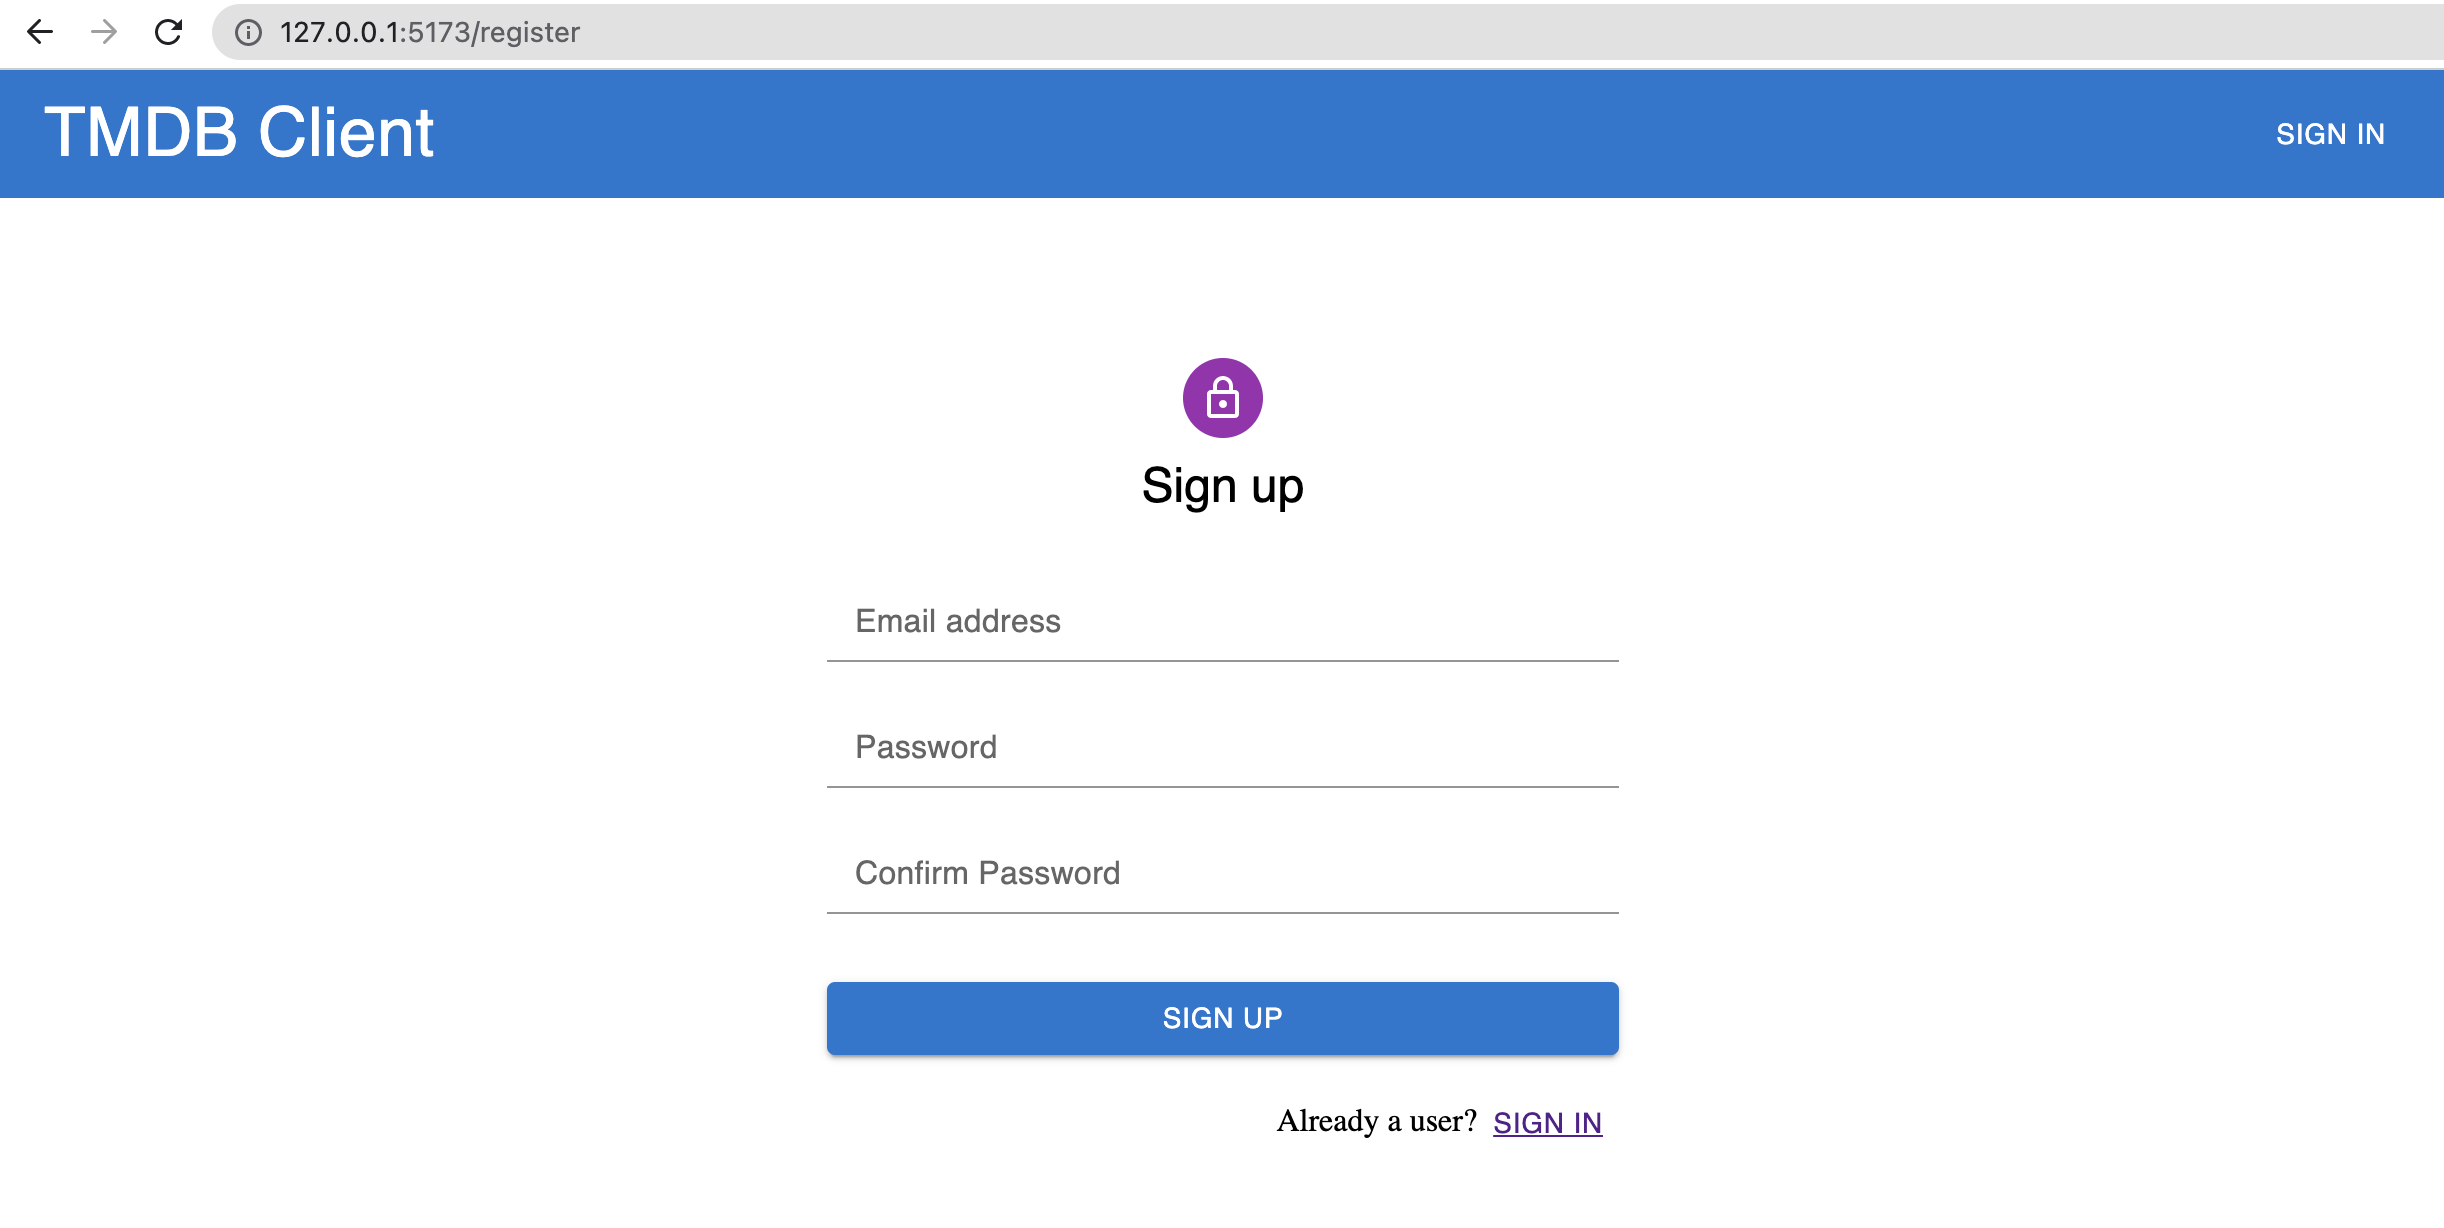 127.0.0.1:5173/register
TMDB Client
SIGN IN
Sign up
Email address
Password
Confirm Password
SIGN UP
Already a user? SIGN IN